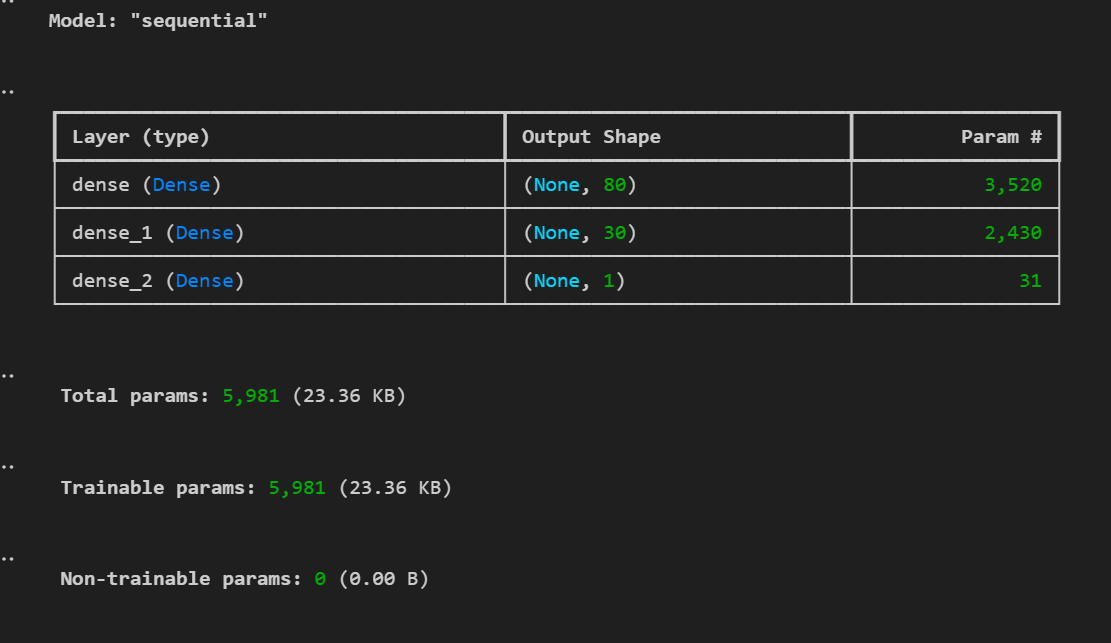 Model: "sequential"
Layer (type) Output Shape Param #
dense (Dense) (None, 80) 3,520
dense_1 (Dense) (None, 30) 2,430
dense_2 (Dense) (None, 1) 31
Total params: 5,981 (23.36 KB)
Trainable params: 5,981 (23.36 KB)
Non-trainable params: 0 (0.00 B)